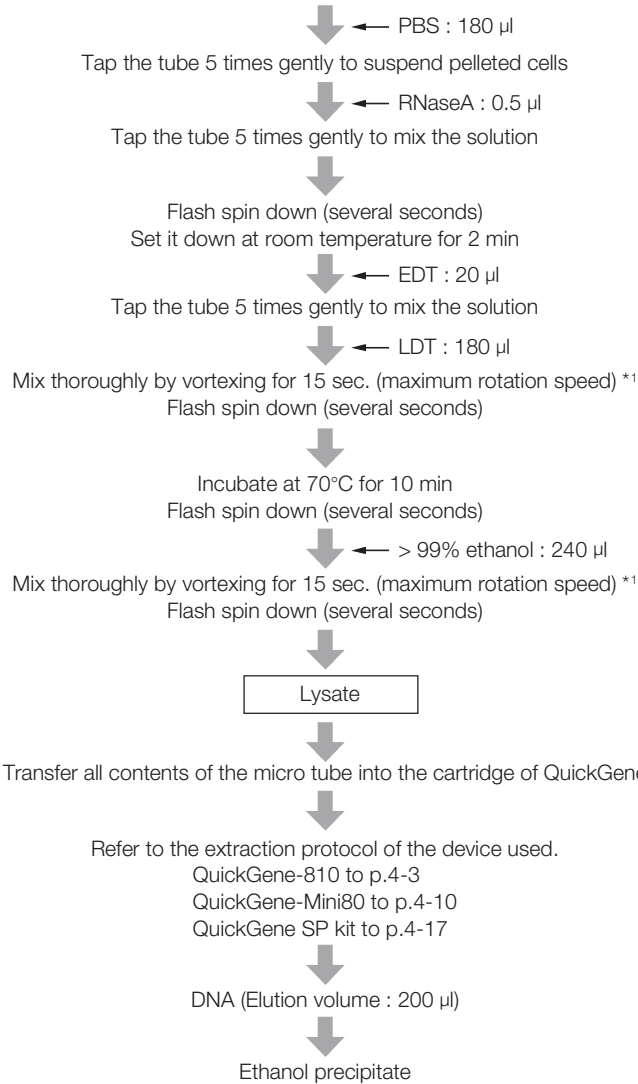 PBS : 180 µl
Tap the tube 5 times gently to suspend pelleted cells
RNaseA : 0.5 µl
Tap the tube 5 times gently to mix the solution
Flash spin down (several seconds)
Set it down at room temperature for 2 min
EDT : 20 µl
Tap the tube 5 times gently to mix the solution
LDT : 180 µl
Mix thoroughly by vortexing for 15 sec. (maximum rotation speed) *1
Flash spin down (several seconds)
Incubate at 70°C for 10 min
Flash spin down (several seconds)
> 99% ethanol : 240 µl
Mix thoroughly by vortexing for 15 sec. (maximum rotation speed) *1
Flash spin down (several seconds)
Lysate
Transfer all contents of the micro tube into the cartridge of QuickGene
Refer to the extraction protocol of the device used.
QuickGene-810 to p.4-3
QuickGene-Mini80 to p.4-10
QuickGene SP kit to p.4-17
DNA (Elution volume : 200 µl)
Ethanol precipitate